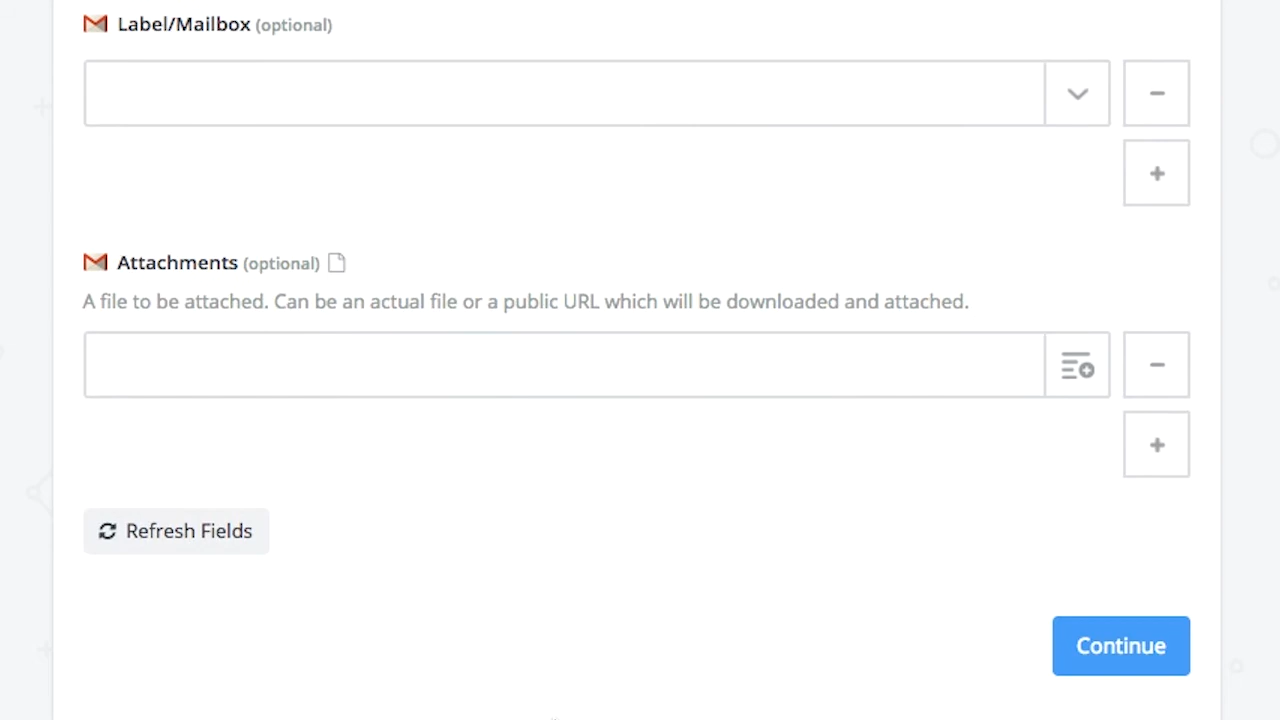 Label/Mailbox (optional)
Attachments (optional)
A file to be attached. Can be an actual file or a public URL which will be downloaded and attached.
Refresh Fields
Continue